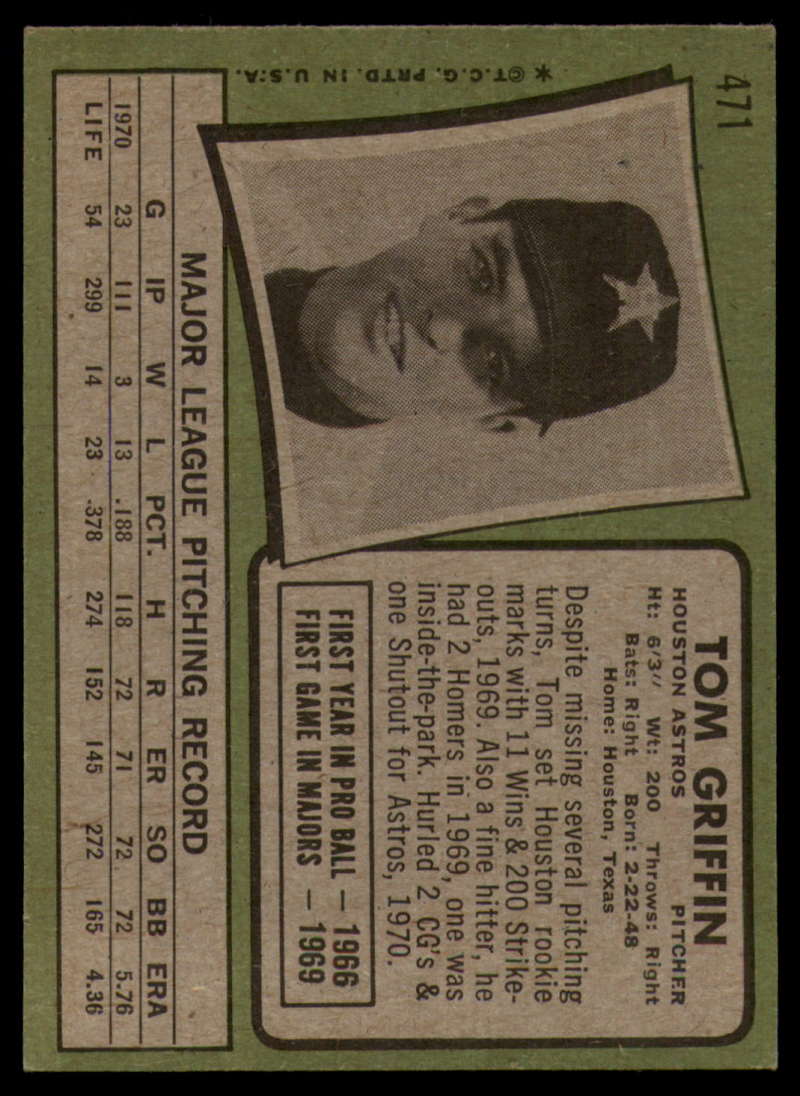 471
TOM GRIFFIN
HOUSTON ASTROS PITCHER
Ht: 6'3" Wt: 200 Throws: Right
Bats: Right Born: 2-22-48
Home: Houston, Texas
Despite missing several pitching
turns, Tom set Houston rookie
marks with 11 Wins & 200 Strike-
outs, 1969. Also a fine hitter, he
had 2 Homers in 1969, one was
inside-the-park. Hurled 2 CG's &
one Shutout for Astros, 1970.
FIRST YEAR IN PRO BALL — 1966
FIRST GAME IN MAJORS — 1969
MAJOR LEAGUE PITCHING RECORD
G IP W L PCT. H R ER SO BB ERA
1970 23 111 3 13 .188 118 72 71 72 72 5.76
LIFE 54 299 14 23 .378 274 152 145 272 165 4.36
*©T.C.G. PRTD. IN U.S.A.